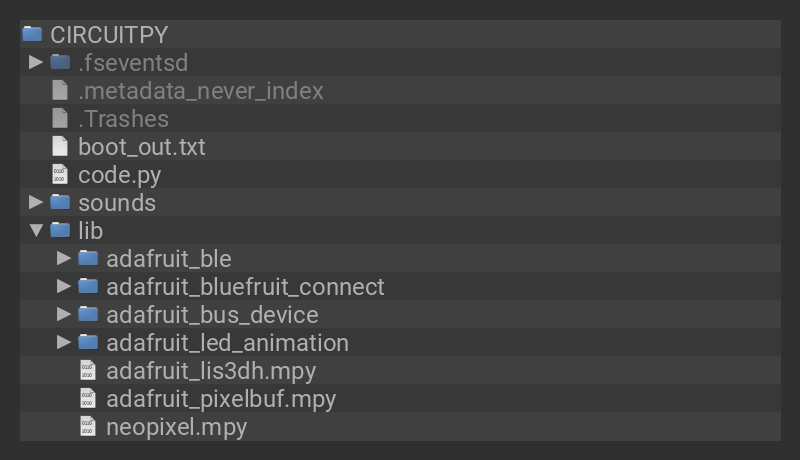 CIRCUITPY
.fseventsd
.metadata_never_index
.Trashes
boot_out.txt
code.py
sounds
lib
adafruit_ble
adafruit_bluefruit_connect
adafruit_bus_device
adafruit_led_animation
adafruit_lis3dh.mpy
adafruit_pixelbuf.mpy
neopixel.mpy